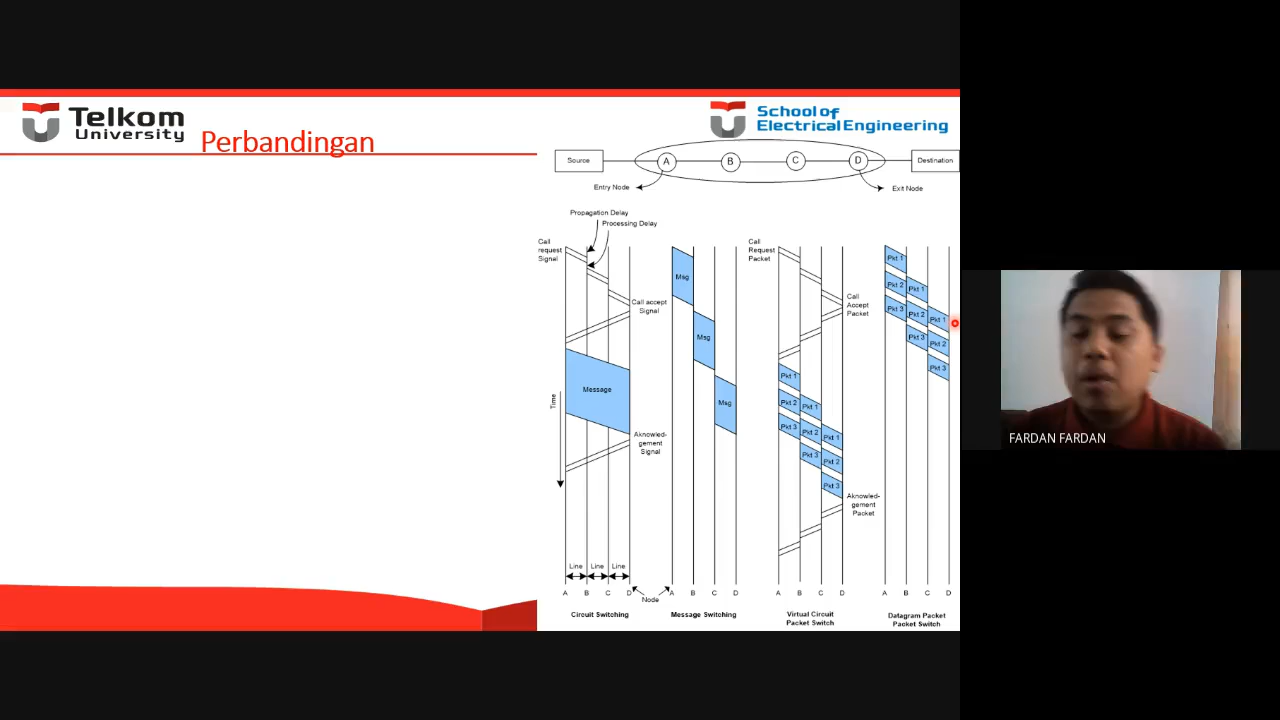 Telkom
University
Perbandingan
School of
Electrical Engineering
Source
A
B
C
D
Destination
Entry Node
Exit Node
Propagation Delay
Processing Delay
Call
request
Signal
Call accept
Signal
Message
Time
Aknowled-
gement
Signal
Line
Line
Line
A
B
C
D
Node
Circuit Switching
Msg
Msg
Msg
A
B
C
D
Message Switching
Call
Request
Packet
Call
Accept
Packet
Pkt 1
Pkt 2
Pkt 1
Pkt 3
Pkt 2
Pkt 1
Pkt 3
Pkt 2
Pkt 3
Aknowled-
gement
Packet
A
B
C
D
Virtual Circuit
Packet Switch
Pkt 1
Pkt 2
Pkt 1
Pkt 3
Pkt 2
Pkt 1
Pkt 3
Pkt 2
Pkt 3
A
B
C
D
Datagram Packet
Packet Switch
FARDAN FARDAN